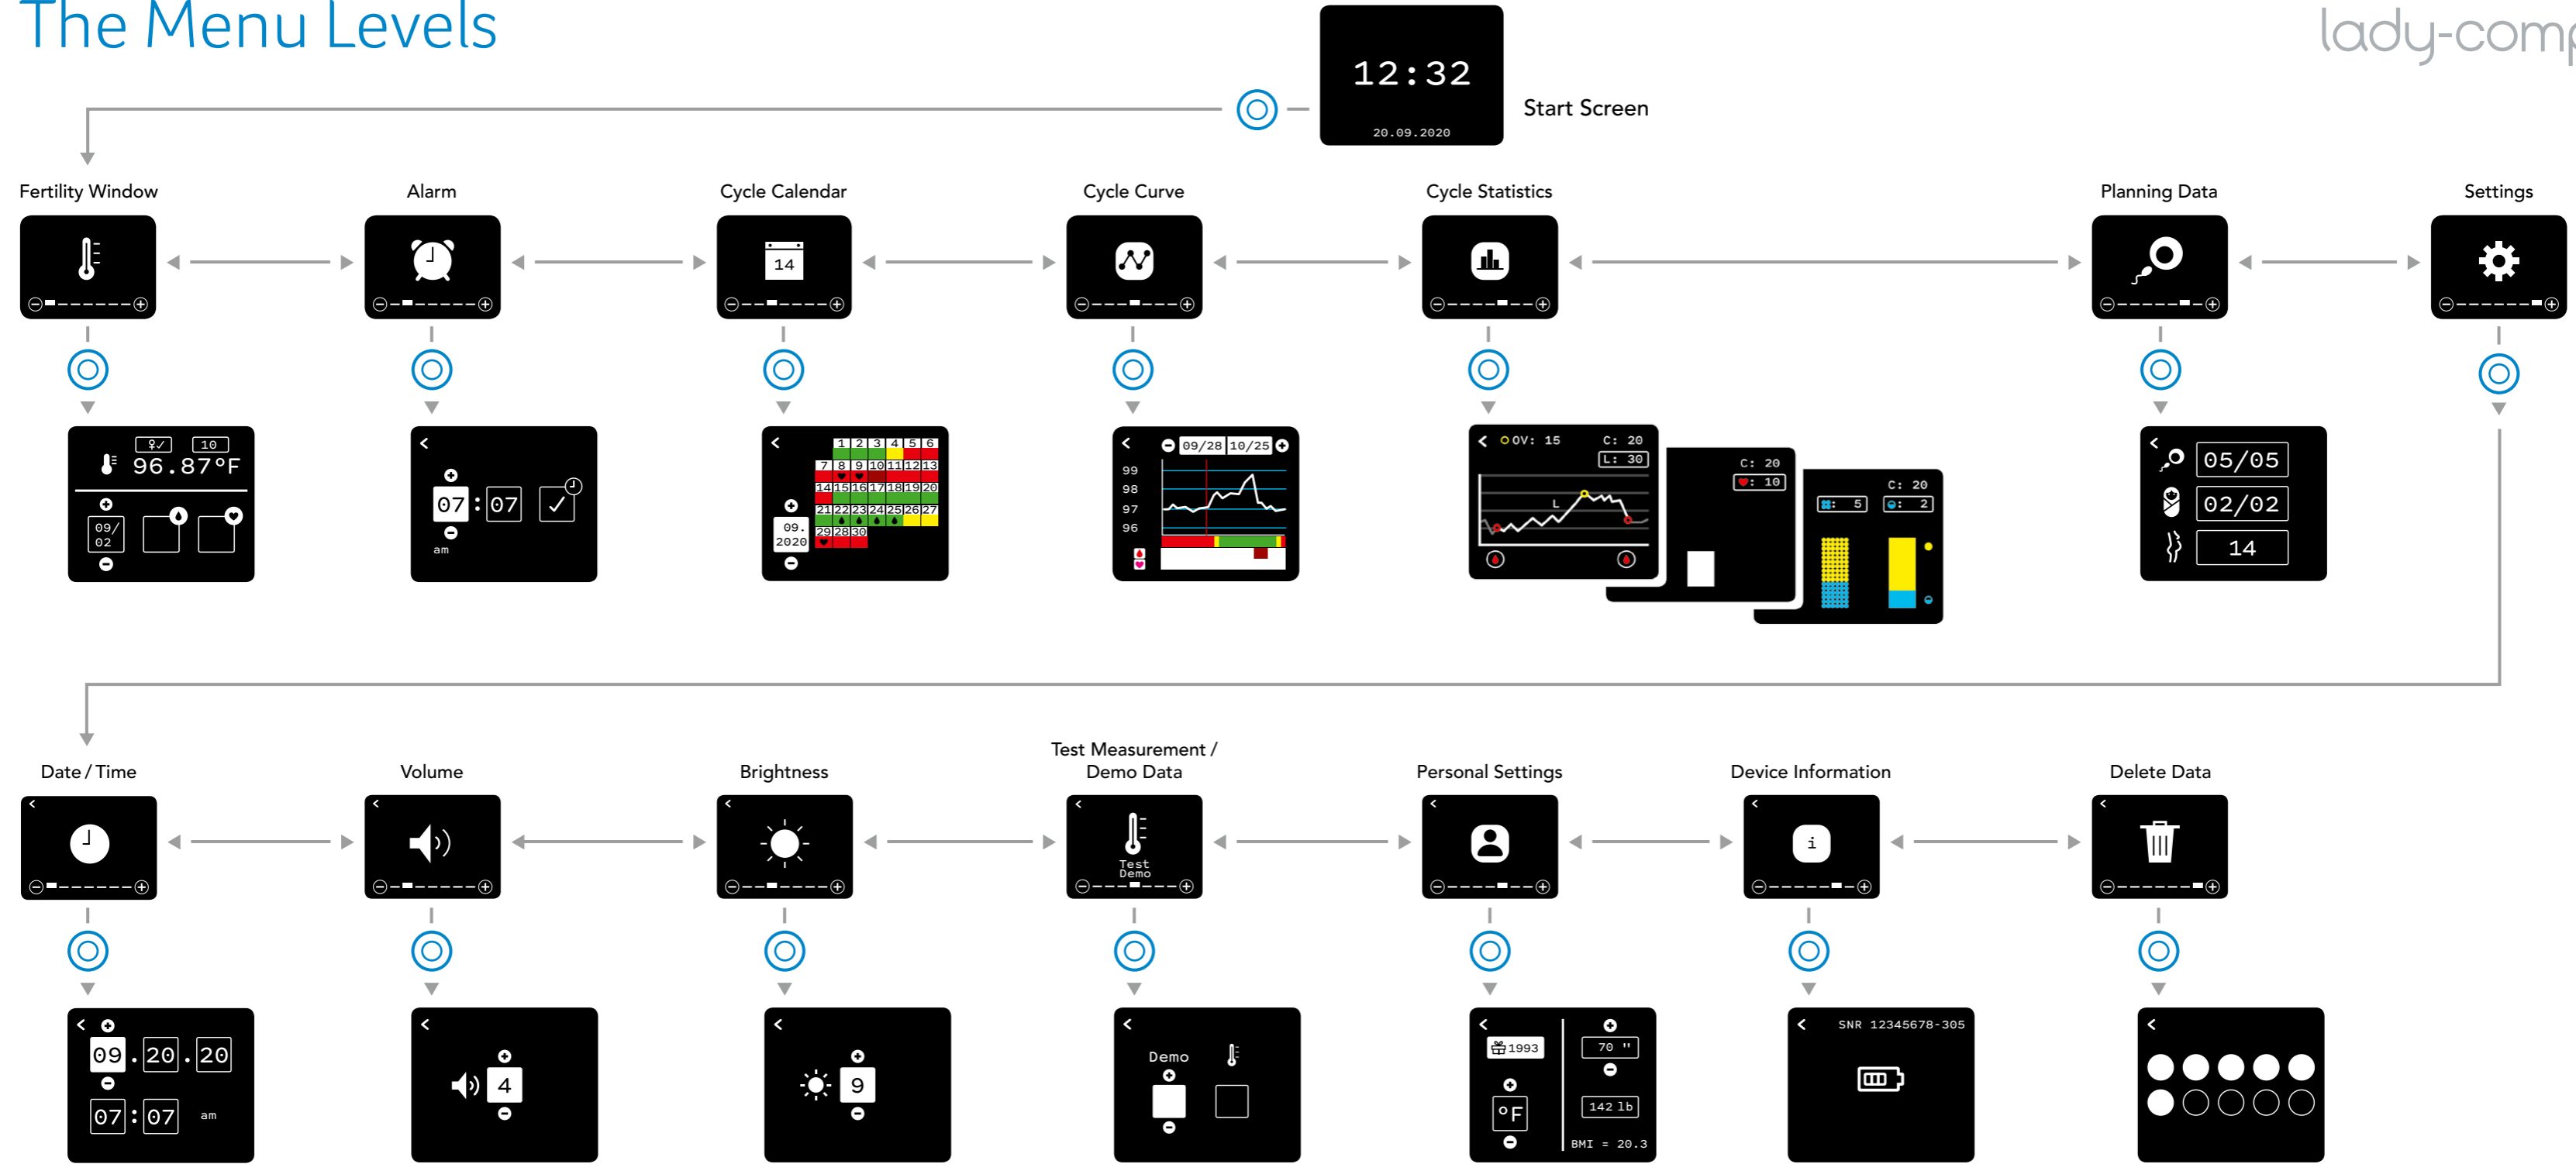 The Menu Levels
lady-comp
12:32
20.09.2020
Start Screen
Fertility Window
Alarm
Cycle Calendar
Cycle Curve
Cycle Statistics
Planning Data
Settings
14
10
96.87°F
09/
02
07:07
am
1 2 3 4 5 6
7 8 9 10 11 12 13
14 15 16 17 18 19 20
21 22 23 24 25 26 27
29 28 30
09.
2020
09/28 10/25
99
98
97
96
OV: 15 C: 20
L: 30
L
C: 20
: 10
C: 20
: 5 : 2
05/05
02/02
14
Date / Time
Volume
Brightness
Test Measurement /
Demo Data
Personal Settings
Device Information
Delete Data
Test
Demo
i
09.20.20
07:07 am
4
9
Demo
1993
°F
70 "
142 lb
BMI = 20.3
SNR 12345678-305